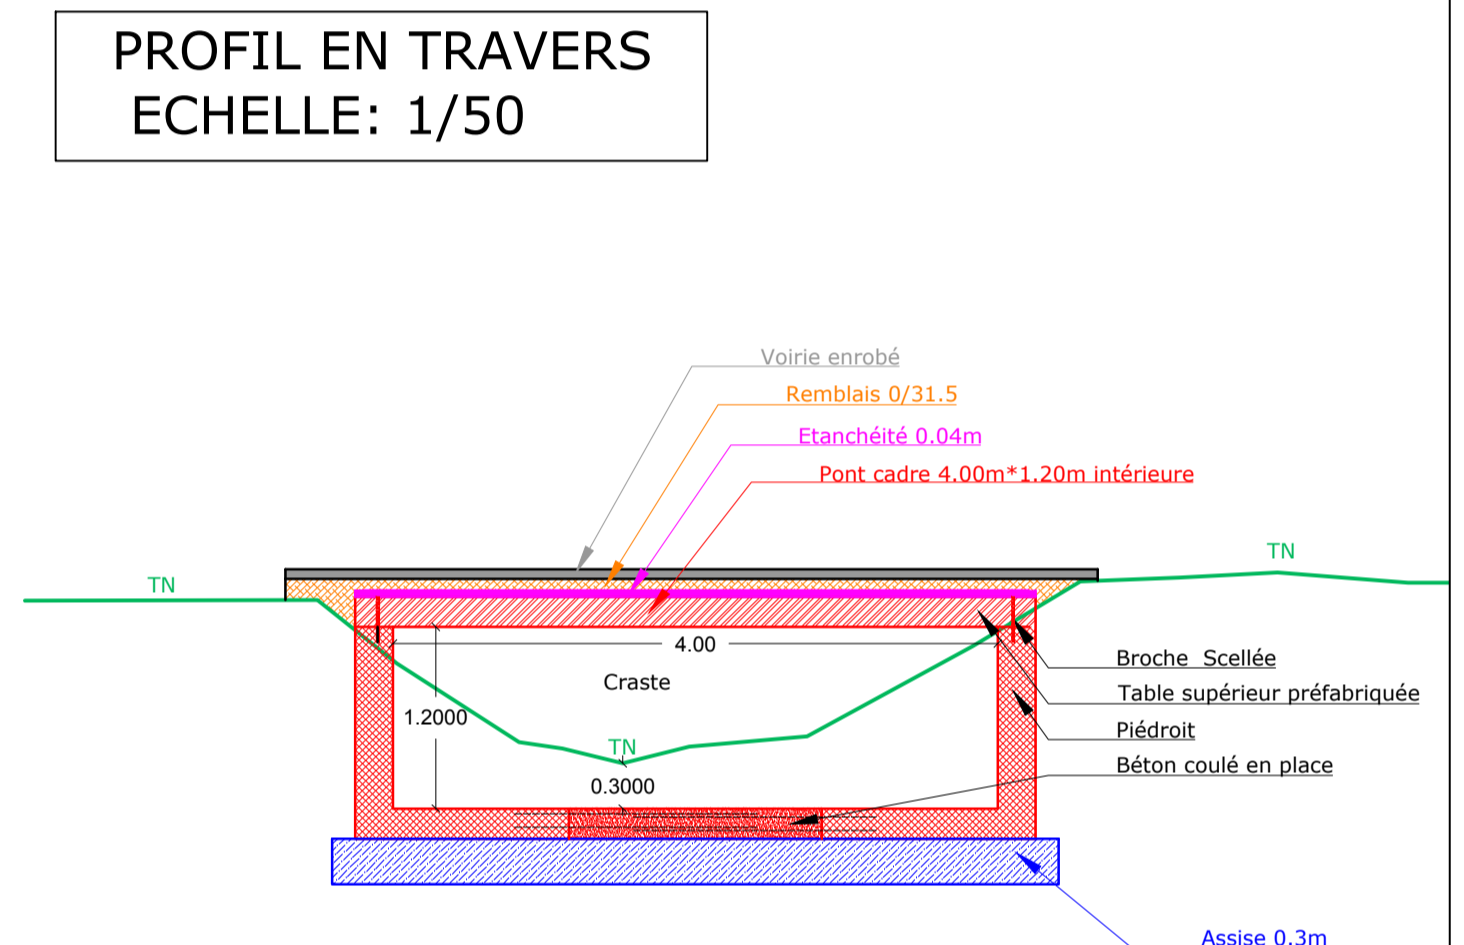 PROFIL EN TRAVERS
ECHELLE: 1/50
Voirie enrobé
Remblais 0/31.5
Etanchéité 0.04m
Pont cadre 4.00m*1.20m intérieure
TN
TN
4.00
Craste
Broche Scellée
Table supérieur préfabriquée
1.2000
Piédroit
TN
Béton coulé en place
0.3000
Assise 0.3m